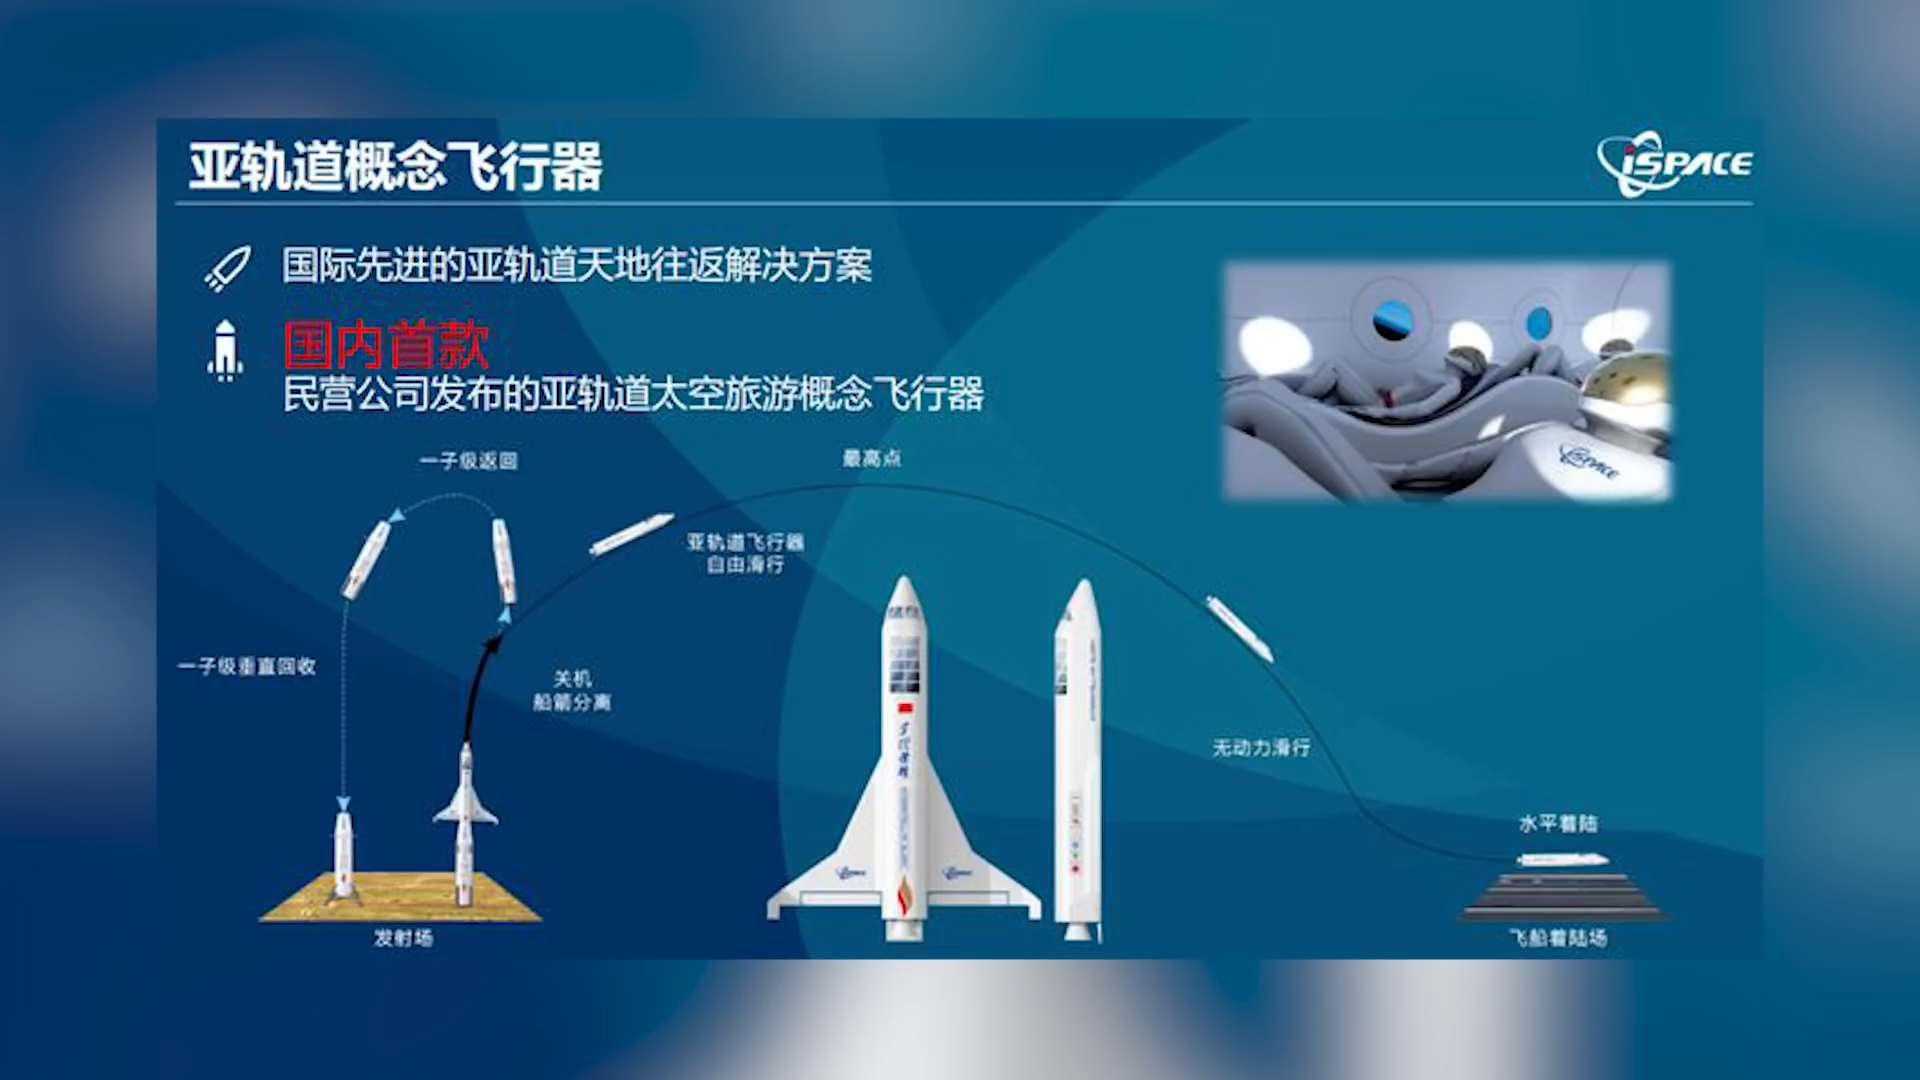 亚轨道概念飞行器
iSPACE
国际先进的亚轨道天地往返解决方案
国内首款
民营公司发布的亚轨道太空旅游概念飞行器
iSPACE
一子级返回
最高点
亚轨道飞行器
自由滑行
一子级垂直回收
关机
船箭分离
无动力滑行
水平着陆
iSPACE
iSPACE
发射场
飞船着陆场